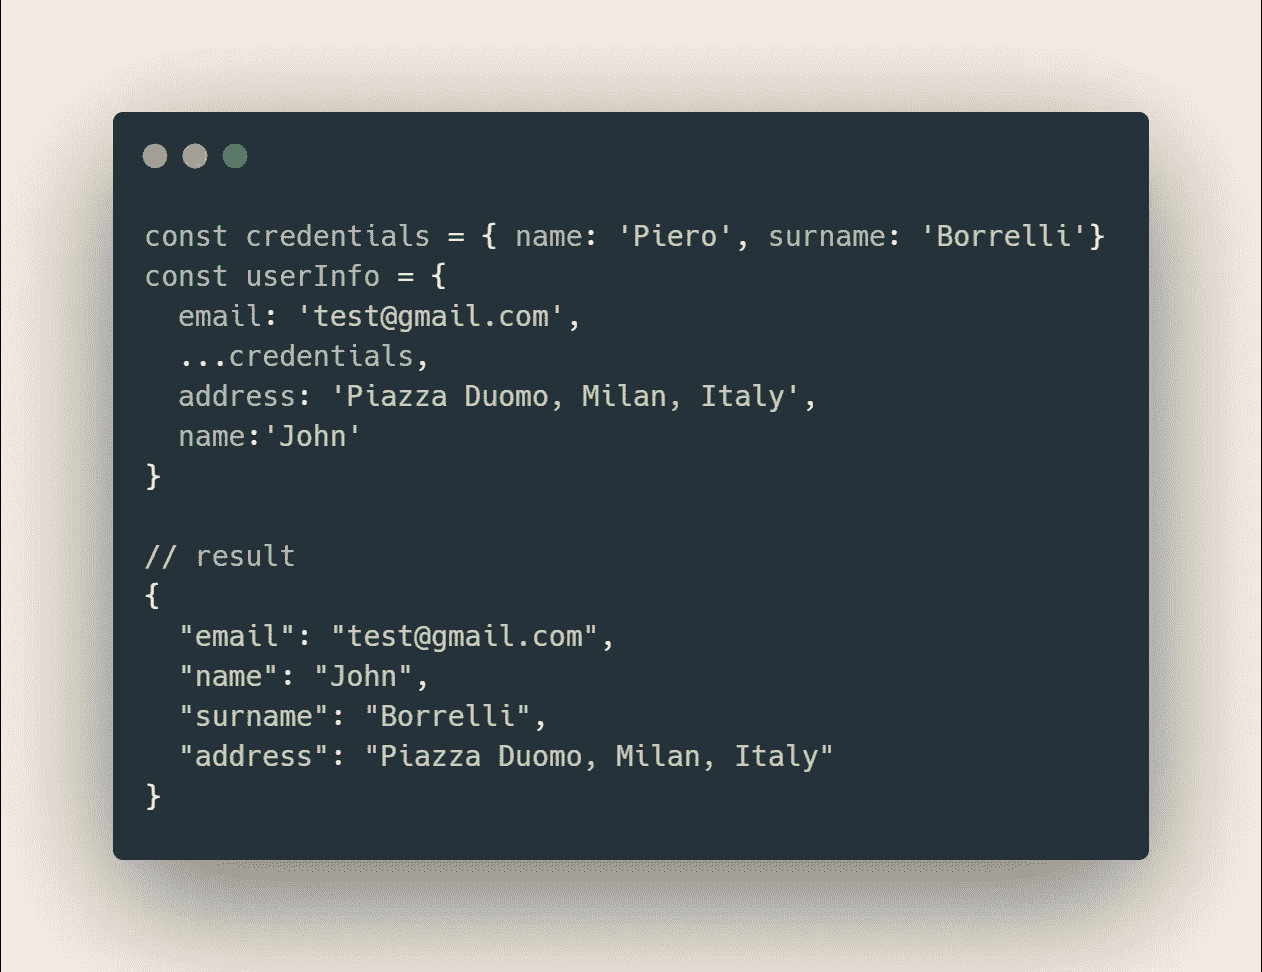 const credentials = { name: 'Piero', surname: 'Borrelli'}
const userInfo = {
  email: 'test@gmail.com',
  ...credentials,
  address: 'Piazza Duomo, Milan, Italy',
  name:'John'
}

// result
{
  "email": "test@gmail.com",
  "name": "John",
  "surname": "Borrelli",
  "address": "Piazza Duomo, Milan, Italy"
}